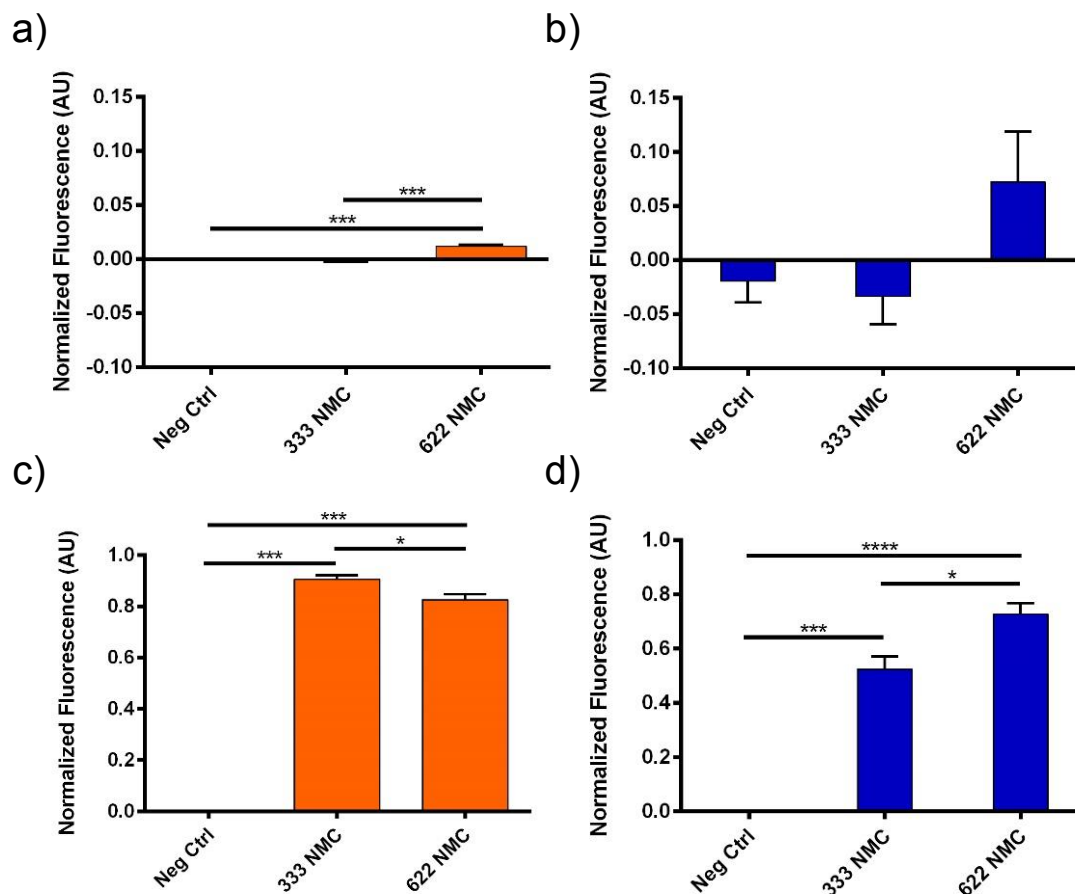 a)
Normalized Fluorescence (AU)
0.15
0.10
0.05
0.00
-0.05
-0.10
***
***
Neg Ctrl
333 NMC
622 NMC
b)
Normalized Fluorescence (AU)
0.15
0.10
0.05
0.00
-0.05
-0.10
Neg Ctrl
333 NMC
622 NMC
c)
Normalized Fluorescence (AU)
1.0
0.8
0.6
0.4
0.2
0.0
***
***
*
Neg Ctrl
333 NMC
622 NMC
d)
Normalized Fluorescence (AU)
1.0
0.8
0.6
0.4
0.2
0.0
****
*
***
Neg Ctrl
333 NMC
622 NMC